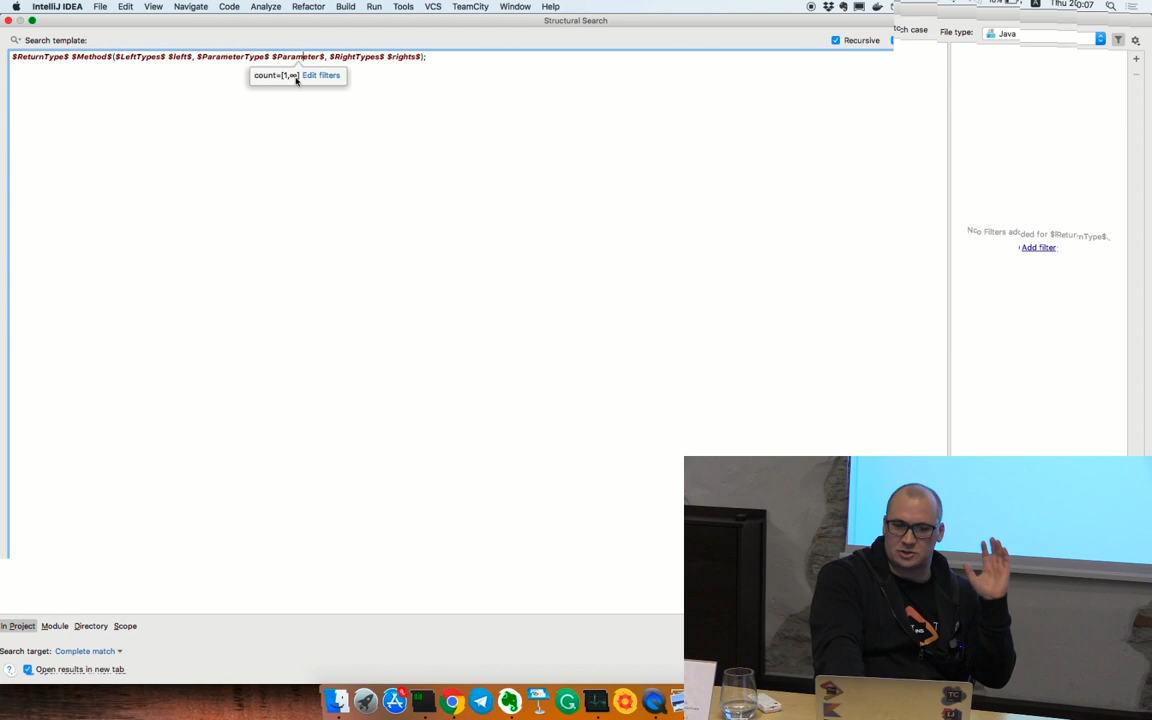 IntelliJ IDEA File Edit View Navigate Code Analyze Refactor Build Run Tools VCS TeamCity Window Help
Structural Search
Search template:
Recursive
File type: Java
$ReturnType$ $Method$($LeftTypes$ $left$, $ParameterType$ $Parameter$, $RightTypes$ $rights$);
count=[1,∞] Edit filters
Add filter
In Project Module Directory Scope
Search target: Complete match
Open results in new tab
TC